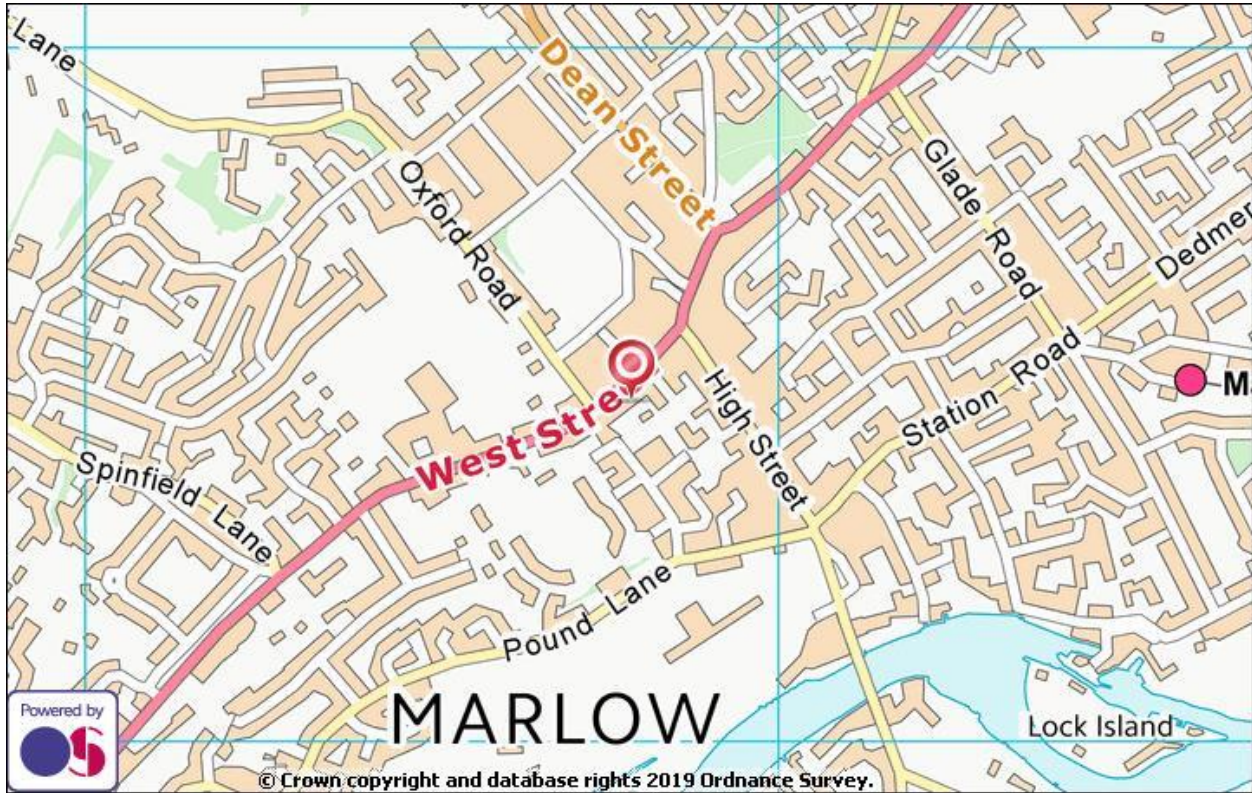 Lane
Dean Street
Oxford Road
Glade Road
Dedmer
West Stre
High Street
Station Road
M
Spinfield Lane
Pound Lane
MARLOW
Lock Island
Powered by
OS
© Crown copyright and database rights 2019 Ordnance Survey.